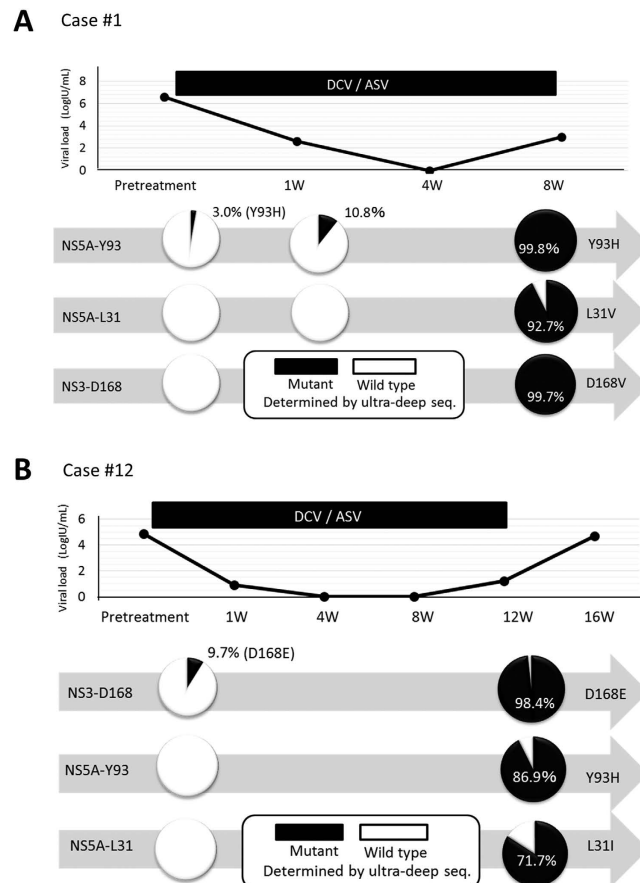 A Case #1
DCV / ASV
Viral load (LogIU/mL)
8
6
4
2
0
Pretreatment 1W 4W 8W
3.0% (Y93H) 10.8%
NS5A-Y93 99.8% Y93H
NS5A-L31 92.7% L31V
NS3-D168 99.7% D168V
Mutant Wild type
Determined by ultra-deep seq.
B Case #12
DCV / ASV
Viral load (LogIU/mL)
6
4
2
0
Pretreatment 1W 4W 8W 12W 16W
9.7% (D168E)
NS3-D168 98.4% D168E
NS5A-Y93 86.9% Y93H
NS5A-L31 71.7% L31I
Mutant Wild type
Determined by ultra-deep seq.